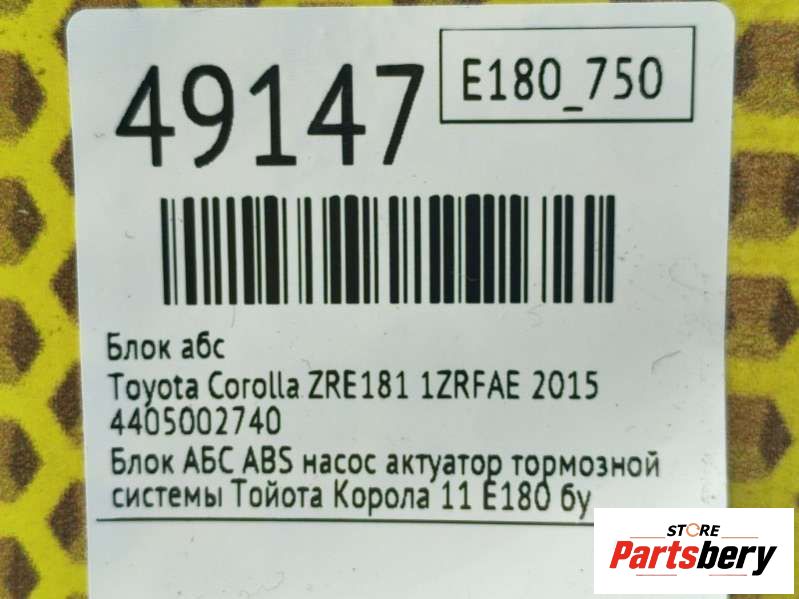 49147
E180_750
Блок абс
Toyota Corolla ZRE181 1ZRFAE 2015
4405002740
Блок АБС ABS насос актуатор тормозной
системы Тойота Корола 11 Е180 бу
STORE
Partsbery